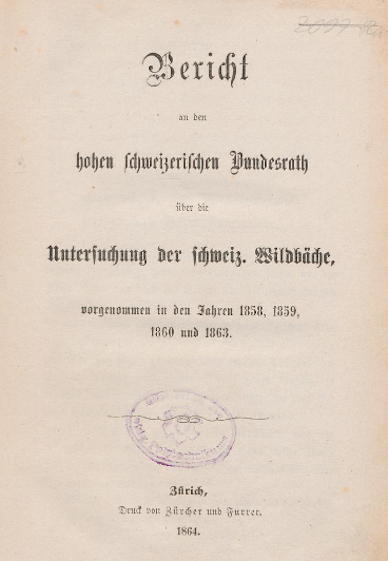 Bericht
an den
hohen schweizerischen Bundesrath
über die
Untersuchung der schweiz. Wildbäche,
vorgenommen in den Jahren 1858, 1859,
1860 und 1863.
Zürich,
Druck von Zürcher und Furrer.
1864.